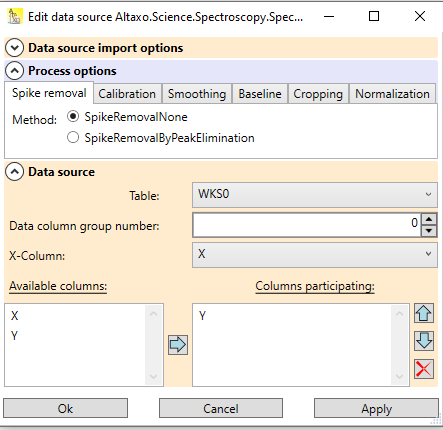 Edit data source Altaxo.Science.Spectroscopy.Spec...
Data source import options
Process options
Spike removal Calibration Smoothing Baseline Cropping Normalization
Method: SpikeRemovalNone
SpikeRemovalByPeakElimination
Data source
Table: WKS0
Data column group number: 0
X-Column: X
Available columns: Columns participating:
X Y
Y
Ok Cancel Apply